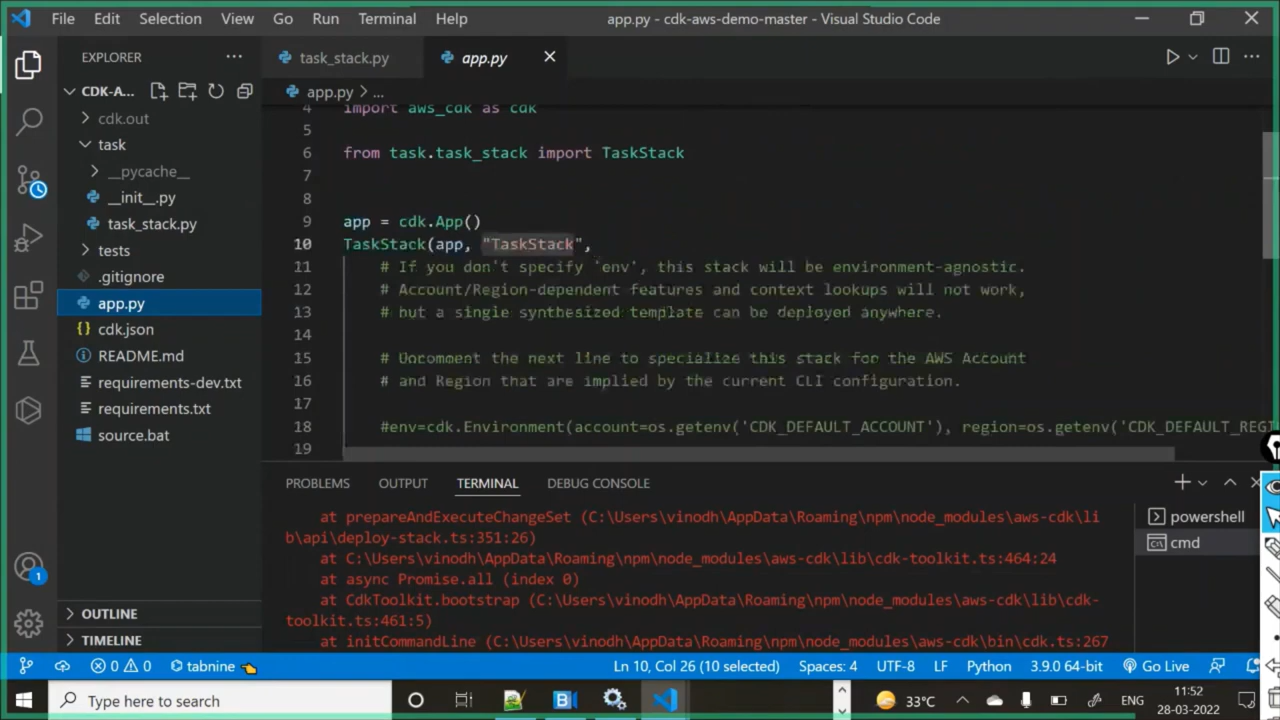 File Edit Selection View Go Run Terminal Help app.py - cdk-aws-demo-master - Visual Studio Code
EXPLORER
CDK-A...
cdk.out
task
__pycache__
__init__.py
task_stack.py
tests
.gitignore
app.py
cdk.json
README.md
requirements-dev.txt
requirements.txt
source.bat
OUTLINE
TIMELINE
task_stack.py app.py
app.py > ...
4 import aws_cdk as cdk
5
6 from task.task_stack import TaskStack
7
8
9 app = cdk.App()
10 TaskStack(app, "TaskStack",
11 # If you don't specify 'env', this stack will be environment-agnostic.
12 # Account/Region-dependent features and context lookups will not work,
13 # but a single synthesized template can be deployed anywhere.
14
15 # Uncomment the next line to specialize this stack for the AWS Account
16 # and Region that are implied by the current CLI configuration.
17
18 #env=cdk.Environment(account=os.getenv('CDK_DEFAULT_ACCOUNT'), region=os.getenv('CDK_DEFAULT_REGI
19
PROBLEMS OUTPUT TERMINAL DEBUG CONSOLE
at prepareAndExecuteChangeSet (C:\Users\vinodh\AppData\Roaming\npm\node_modules\aws-cdk\li
b\api\deploy-stack.ts:351:26)
at C:\Users\vinodh\AppData\Roaming\npm\node_modules\aws-cdk\lib\cdk-toolkit.ts:464:24
at async Promise.all (index 0)
at CdkToolkit.bootstrap (C:\Users\vinodh\AppData\Roaming\npm\node_modules\aws-cdk\lib\cdk-
toolkit.ts:461:5)
at initCommandLine (C:\Users\vinodh\AppData\Roaming\npm\node_modules\aws-cdk\bin\cdk.ts:267
powershell
cmd
1
0 0 tabnine Ln 10, Col 26 (10 selected) Spaces: 4 UTF-8 LF Python 3.9.0 64-bit Go Live
Type here to search 33°C ENG 11:52
28-03-2022